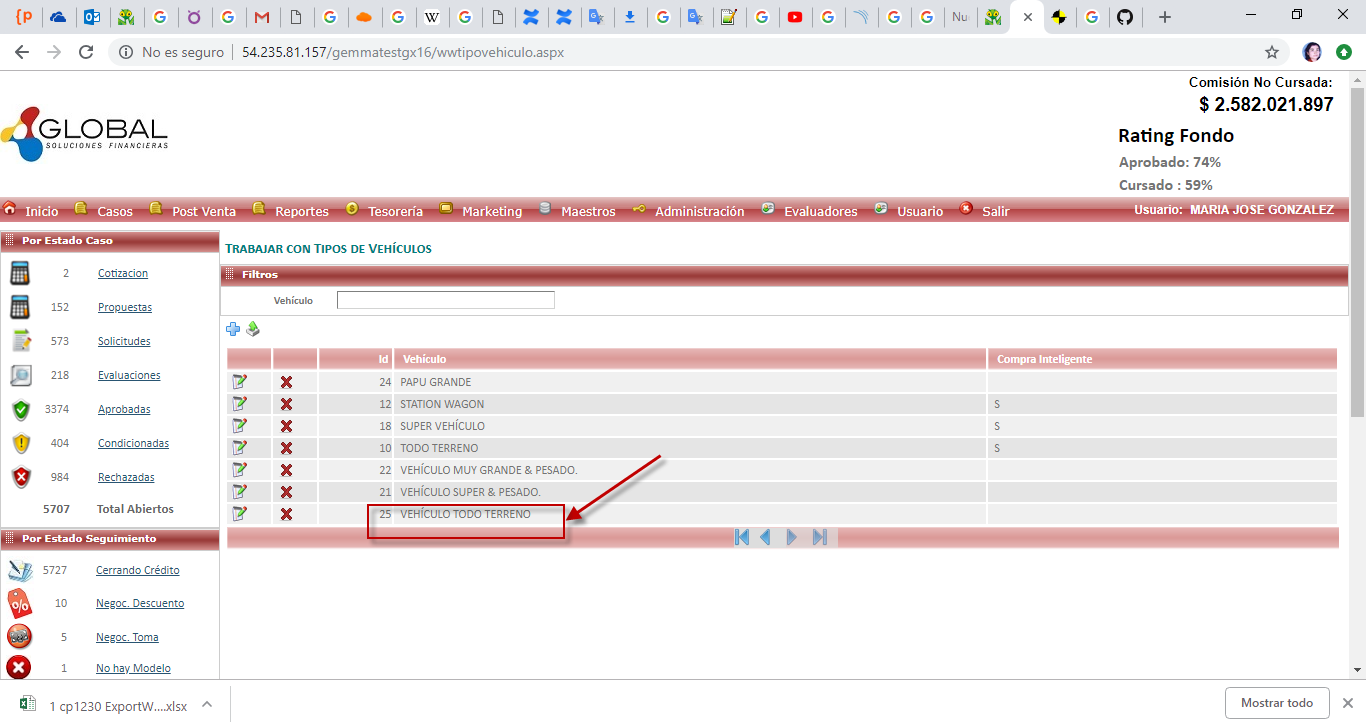 No es seguro | 54.235.81.157/gemmatestgx16/wwtipovehiculo.aspx
Comisión No Cursada:
$ 2.582.021.897
GLOBAL
SOLUCIONES FINANCIERAS
Rating Fondo
Aprobado: 74%
Cursado : 59%
Inicio Casos Post Venta Reportes Tesorería Marketing Maestros Administración Evaluadores Usuario Salir Usuario: MARIA JOSE GONZALEZ
Por Estado Caso
2 Cotizacion
152 Propuestas
573 Solicitudes
218 Evaluaciones
3374 Aprobadas
404 Condicionadas
984 Rechazadas
5707 Total Abiertos
Por Estado Seguimiento
5727 Cerrando Crédito
10 Negoc. Descuento
5 Negoc. Toma
1 No hay Modelo
TRABAJAR CON TIPOS DE VEHÍCULOS
Filtros
Vehículo
Id Vehículo Compra Inteligente
24 PAPU GRANDE
12 STATION WAGON S
18 SUPER VEHÍCULO S
10 TODO TERRENO S
22 VEHÍCULO MUY GRANDE & PESADO.
21 VEHÍCULO SUPER & PESADO.
25 VEHÍCULO TODO TERRENO
1 cp1230 ExportW....xlsx
Mostrar todo